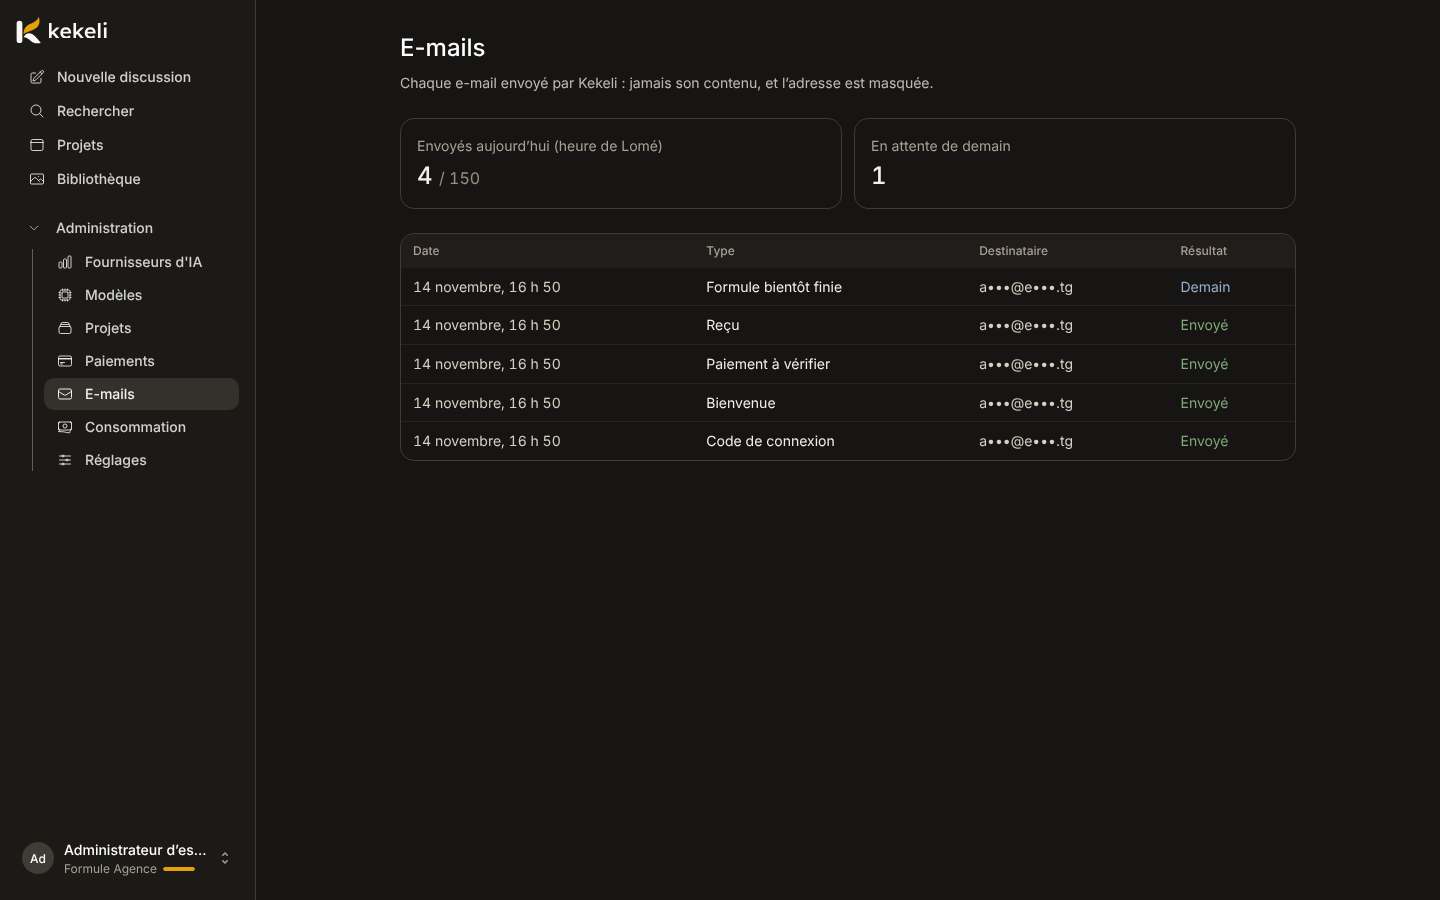 kekeli
Nouvelle discussion
Rechercher
Projets
Bibliothèque
Administration
Fournisseurs d'IA
Modèles
Projets
Paiements
E-mails
Consommation
Réglages
Ad
Administrateur d’es...
Formule Agence
E-mails
Chaque e-mail envoyé par Kekeli : jamais son contenu, et l’adresse est masquée.
Envoyés aujourd’hui (heure de Lomé)
4 / 150
En attente de demain
1
Date Type Destinataire Résultat
14 novembre, 16 h 50 Formule bientôt finie a•••@e•••.tg Demain
14 novembre, 16 h 50 Reçu a•••@e•••.tg Envoyé
14 novembre, 16 h 50 Paiement à vérifier a•••@e•••.tg Envoyé
14 novembre, 16 h 50 Bienvenue a•••@e•••.tg Envoyé
14 novembre, 16 h 50 Code de connexion a•••@e•••.tg Envoyé